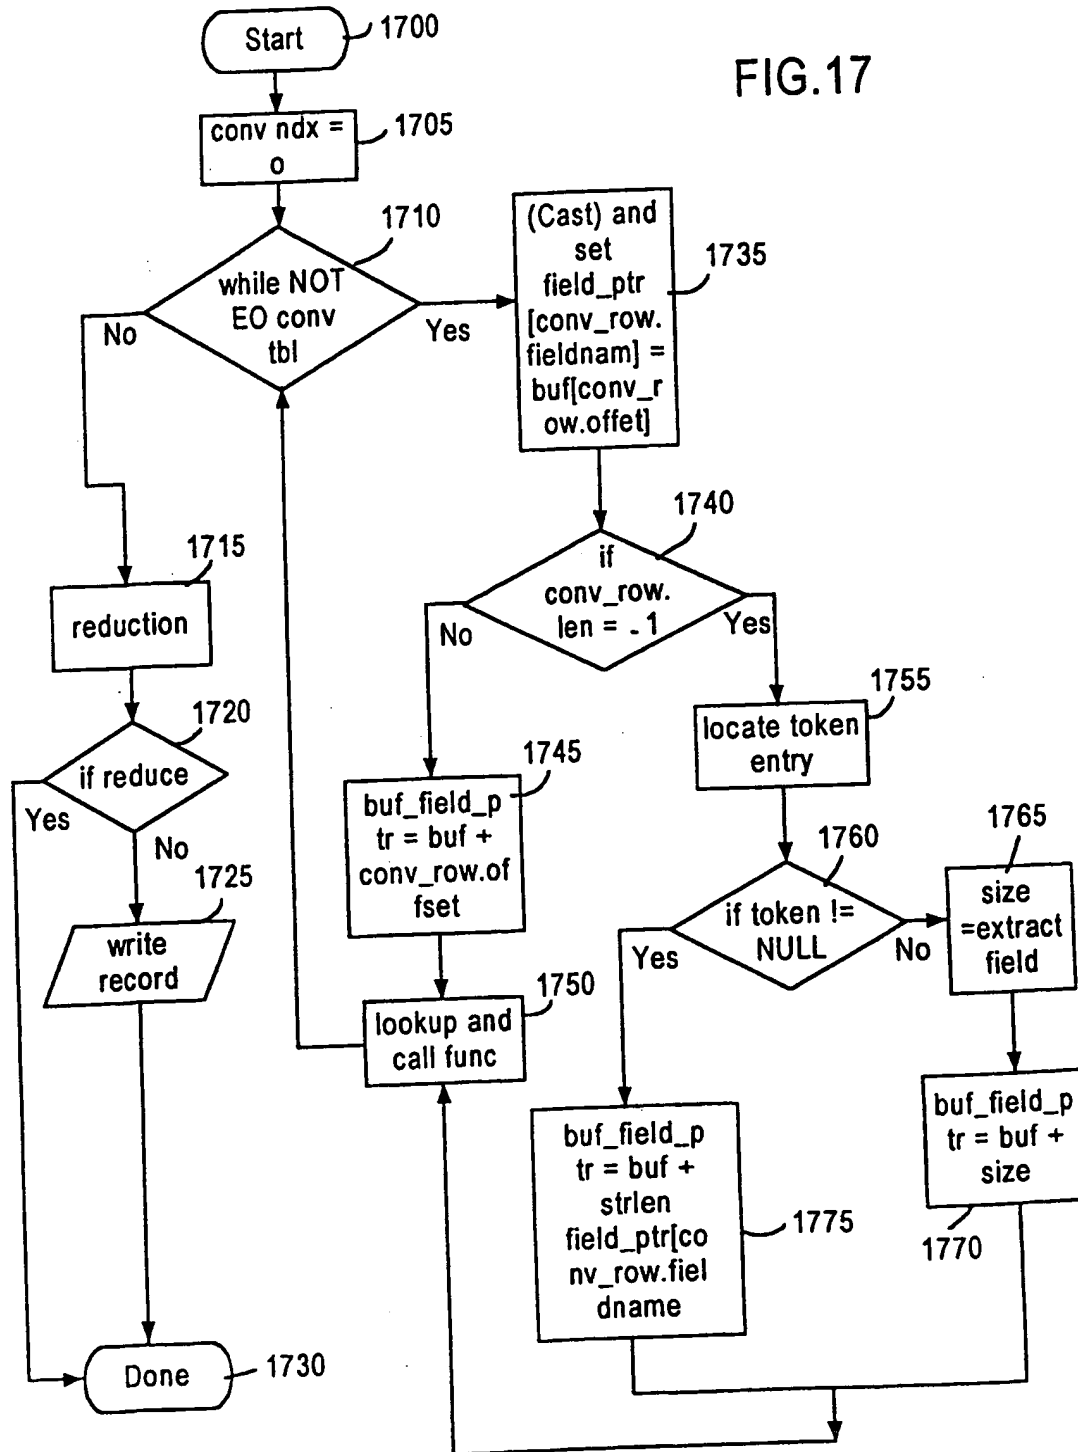 FIG.17
Start
1700
conv ndx =
o
1705
while NOT
EO conv
tbl
1710
No
Yes
(Cast) and
set
field_ptr
[conv_row.
fieldnam] =
buf[conv_r
ow.offet]
1735
if
conv_row.
len = -1
1740
No
Yes
reduction
1715
if reduce
1720
Yes
No
write
record
1725
Done
1730
buf_field_p
tr = buf +
conv_row.of
fset
1745
lookup and
call func
1750
locate token
entry
1755
if token !=
NULL
1760
Yes
No
size
=extract
field
1765
buf_field_p
tr = buf +
size
1770
buf_field_p
tr = buf +
strlen
field_ptr[co
nv_row.fiel
dname
1775